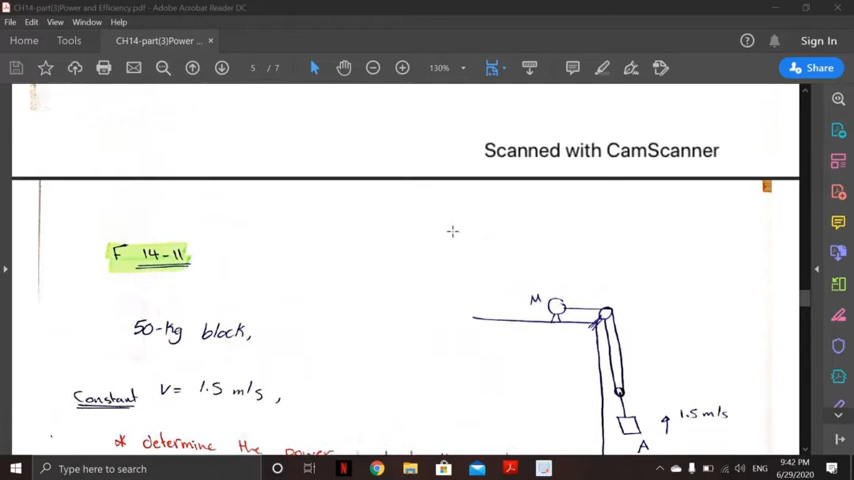 CH14-part(3)Power and Efficiency.pdf - Adobe Acrobat Reader DC
File Edit View Window Help
Home Tools CH14-part(3)Power ... × Sign In
5 / 7 130% Share
Scanned with CamScanner
F 14-11
M
50-kg block,
Constant v = 1.5 m/s,
1.5 m/s
A
* determine the power
Type here to search
ENG
9:42 PM
6/29/2020